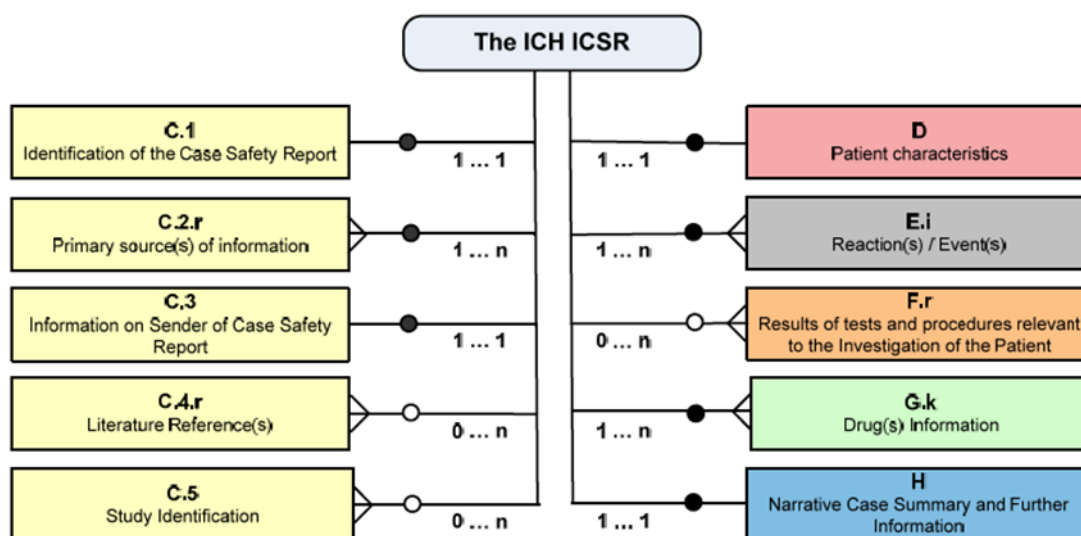 The ICH ICSR
C.1
Identification of the Case Safety Report
1 ... 1
C.2.r
Primary source(s) of information
1 ... n
C.3
Information on Sender of Case Safety
Report
1 ... 1
C.4.r
Literature Reference(s)
0 ... n
C.5
Study Identification
0 ... n
D
Patient characteristics
1 ... 1
E.i
Reaction(s) / Event(s)
1 ... n
F.r
Results of tests and procedures relevant
to the Investigation of the Patient
0 ... n
G.k
Drug(s) Information
1 ... n
H
Narrative Case Summary and Further
Information
1 ... 1